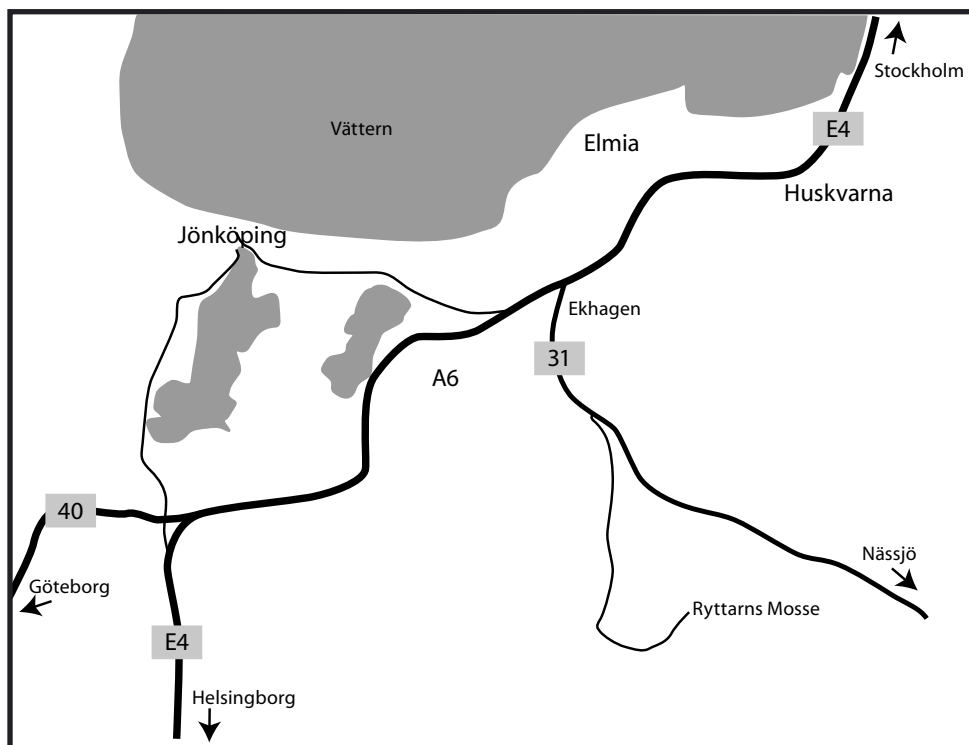 Stockholm
Vättern
E4
Elmia
Huskvarna
Jönköping
Ekhagen
31
A6
40
Nässjö
Göteborg
Ryttarns Mosse
E4
Helsingborg